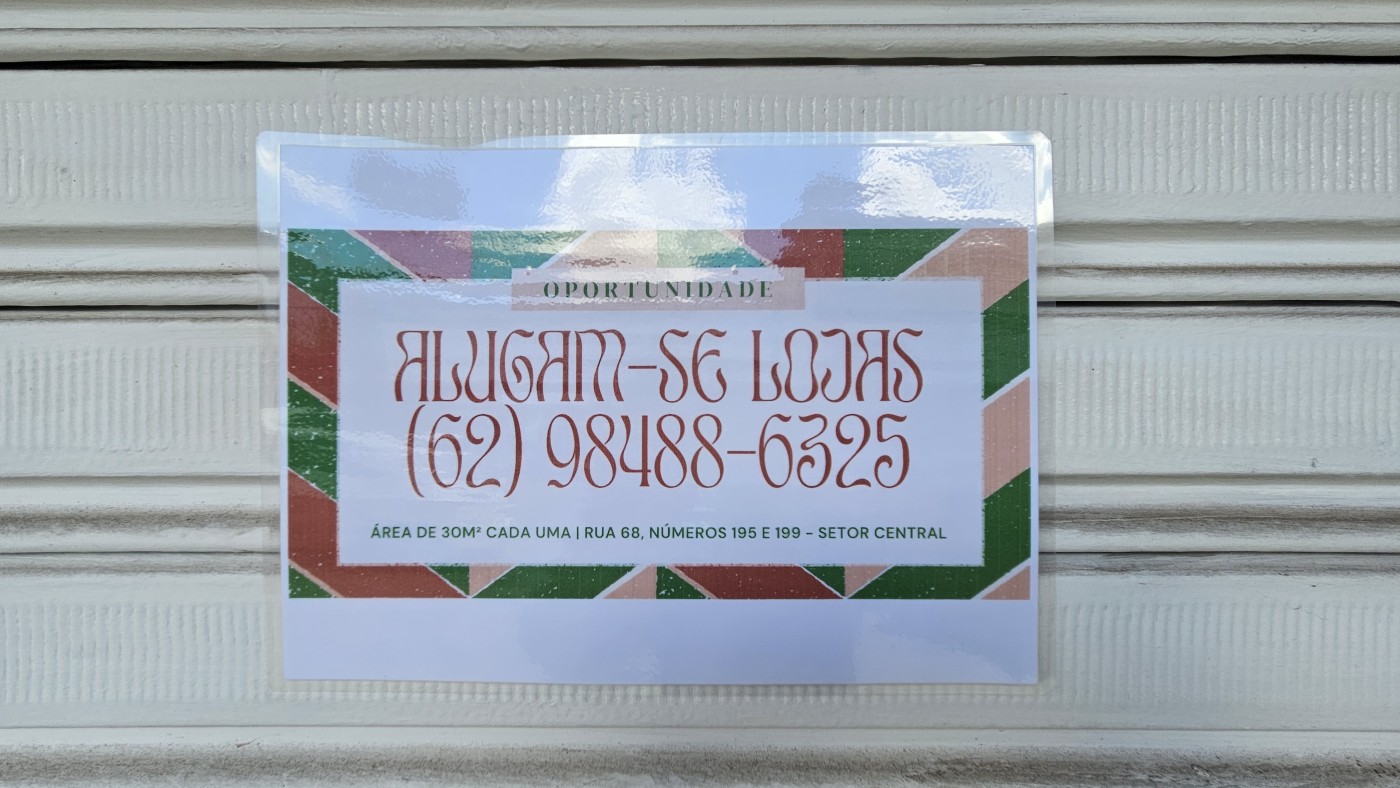 OPORTUNIDADE
ALUGAM-SE LOJAS
(62) 98488-6325
ÁREA DE 30M² CADA UMA | RUA 68, NÚMEROS 195 E 199 - SETOR CENTRAL